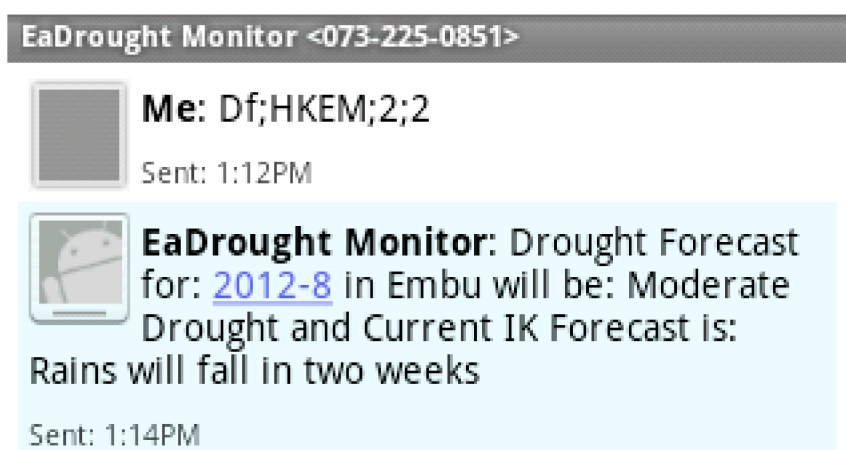 EaDrought Monitor <073-225-0851>
Me: Df;HKEM;2;2
Sent: 1:12PM
EaDrought Monitor: Drought Forecast
for: 2012-8 in Embu will be: Moderate
Drought and Current IK Forecast is:
Rains will fall in two weeks
Sent: 1:14PM